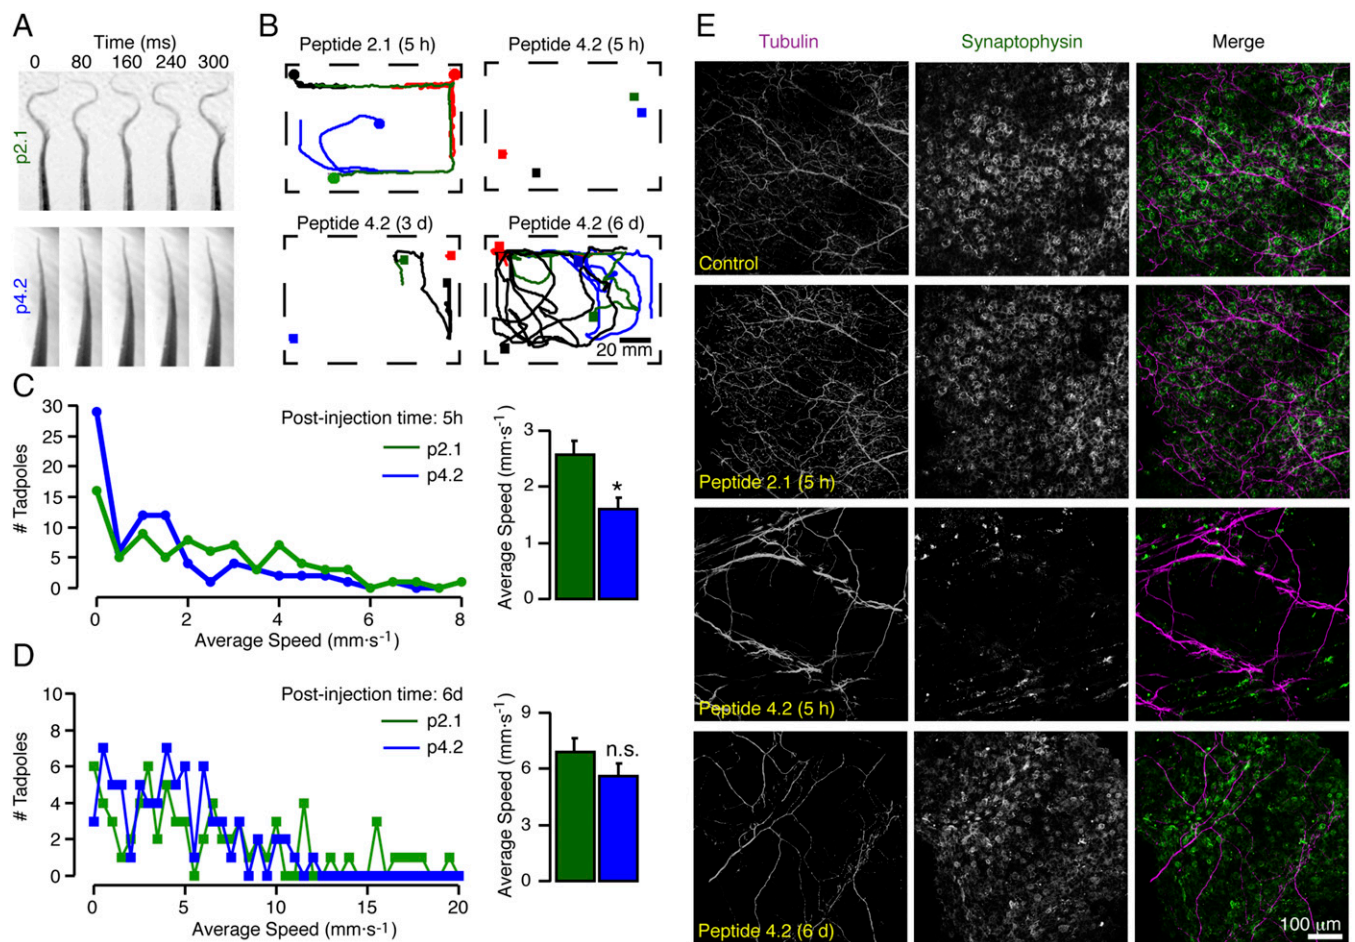 A
Time (ms)
0 80 160 240 300
p2.1
p4.2
B
Peptide 2.1 (5 h)
Peptide 4.2 (5 h)
Peptide 4.2 (3 d)
Peptide 4.2 (6 d)
20 mm
C
30
25
20
15
10
5
0
# Tadpoles
Post-injection time: 5h
p2.1
p4.2
0 2 4 6 8
Average Speed (mm·s⁻¹)
3
2
1
0
Average Speed (mm·s⁻¹)
*
D
10
8
6
4
2
0
# Tadpoles
Post-injection time: 6d
p2.1
p4.2
0 5 10 15 20
Average Speed (mm·s⁻¹)
9
6
3
0
Average Speed (mm·s⁻¹)
n.s.
E
Tubulin Synaptophysin Merge
Control
Peptide 2.1 (5 h)
Peptide 4.2 (5 h)
Peptide 4.2 (6 d)
100 μm